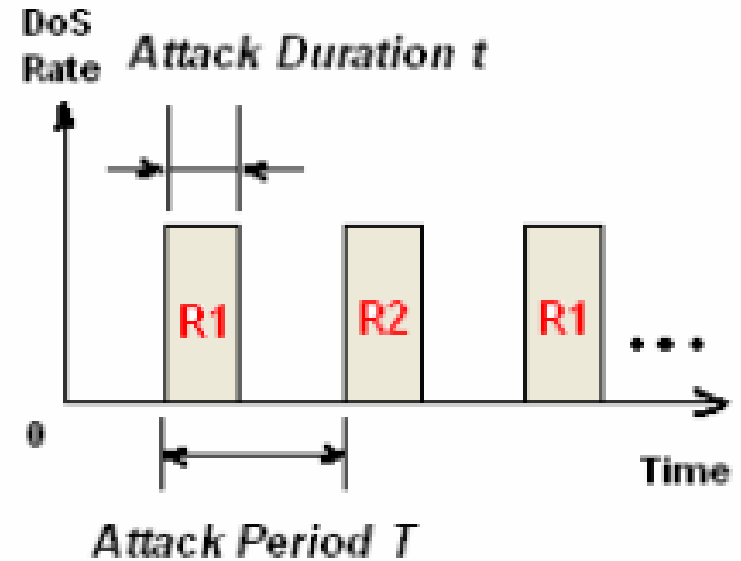 DoS
Rate
Attack Duration t
R1
R2
R1
...
0
Time
Attack Period T